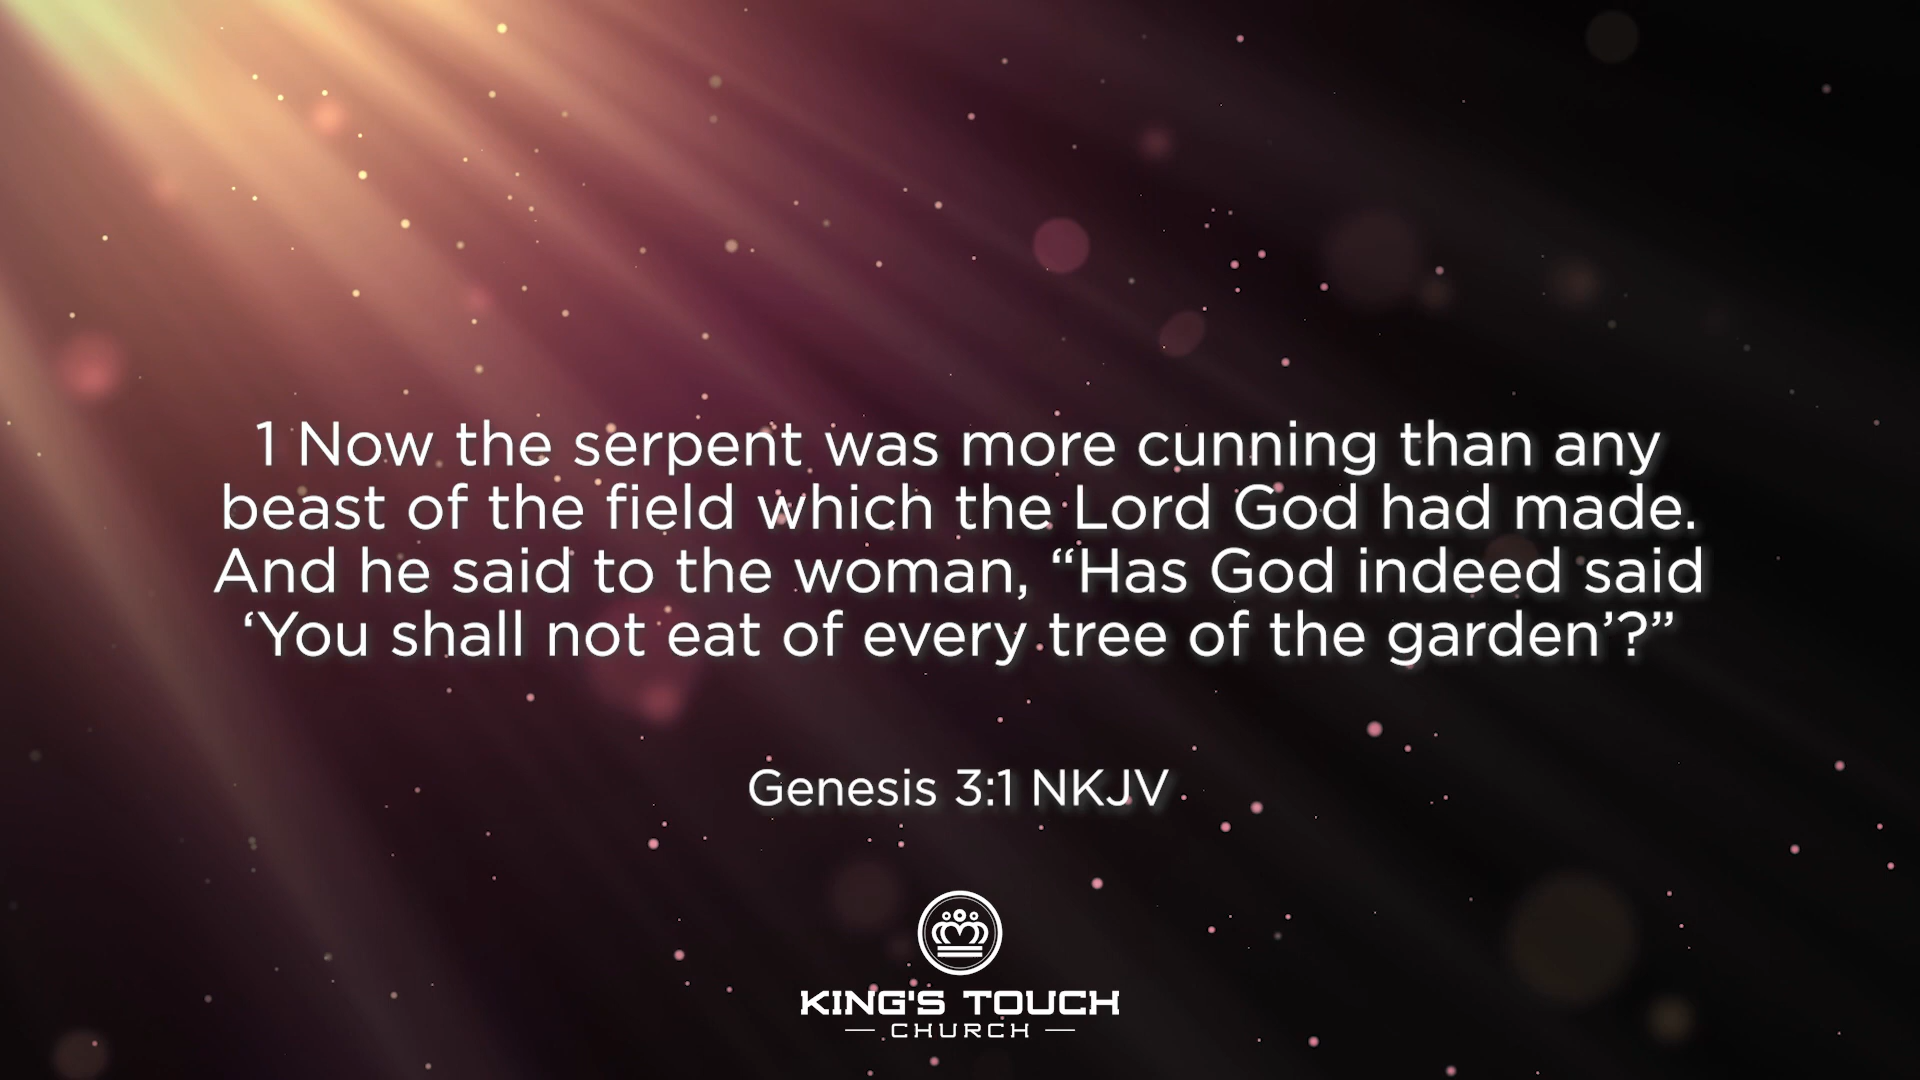 1 Now the serpent was more cunning than any
beast of the field which the Lord God had made.
And he said to the woman, “Has God indeed said
‘You shall not eat of every tree of the garden’?”
Genesis 3:1 NKJV
KING'S TOUCH
CHURCH